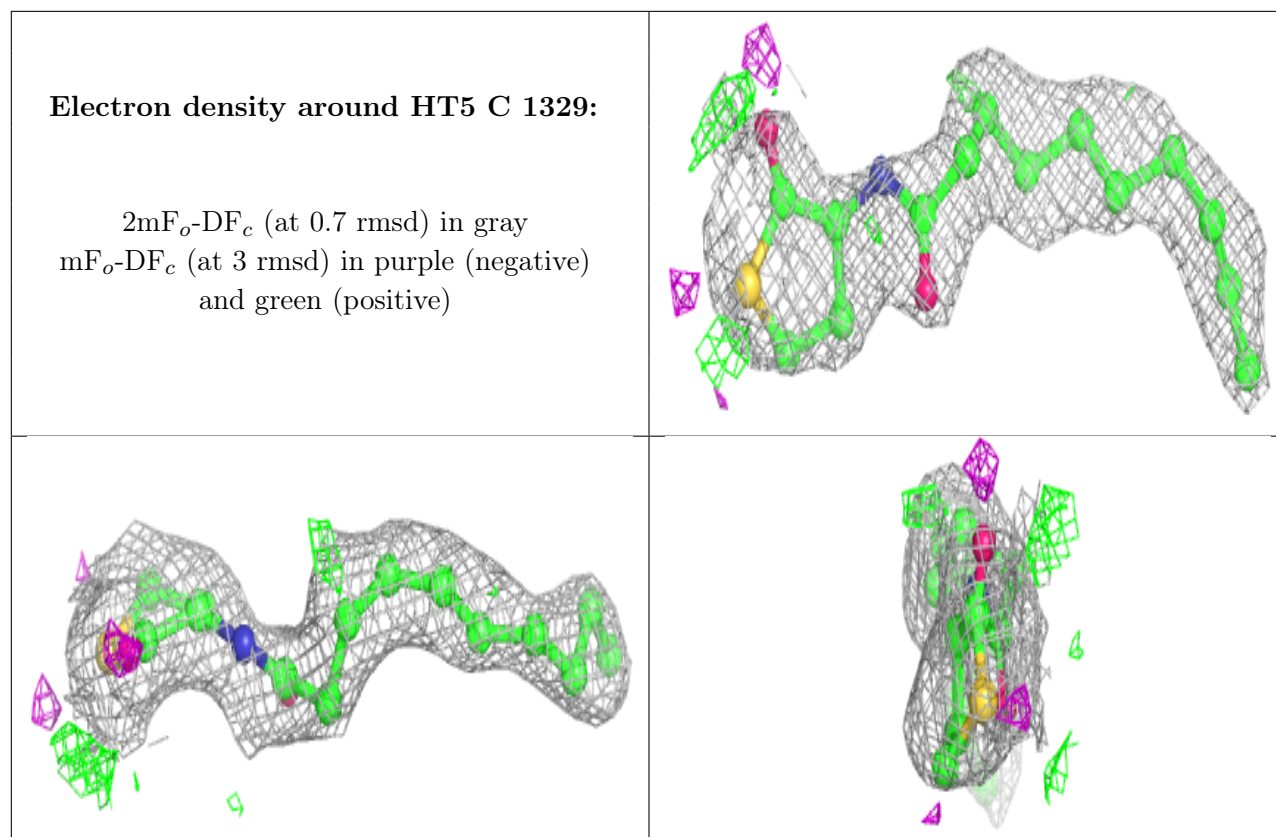 Electron density around HT5 C 1329:
2mFo-DFc (at 0.7 rmsd) in gray
mFo-DFc (at 3 rmsd) in purple (negative)
and green (positive)